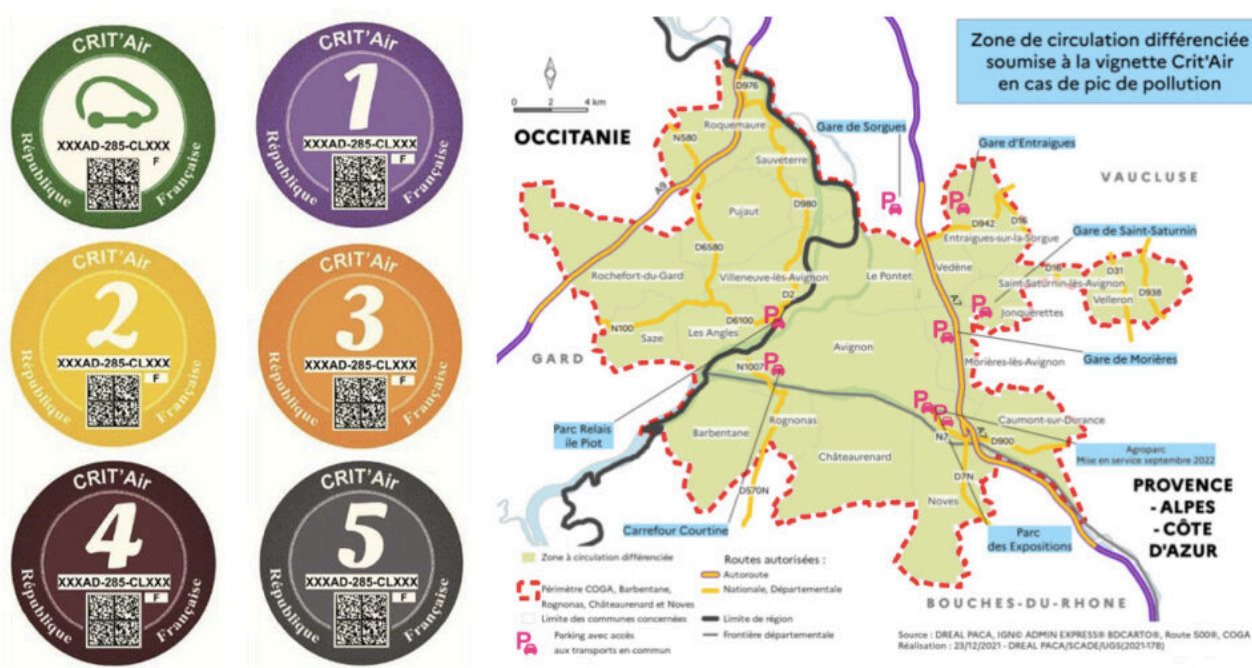 CRIT'Air
XXXAD-285-CLXXX
F
République Française
CRIT'Air
1
XXXAD-285-CLXXX
F
République Française
CRIT'Air
2
XXXAD-285-CLXXX
F
République Française
CRIT'Air
3
XXXAD-285-CLXXX
F
République Française
CRIT'Air
4
XXXAD-285-CLXXX
F
République Française
CRIT'Air
5
XXXAD-285-CLXXX
F
République Française
Zone de circulation différenciée
soumise à la vignette Crit'Air
en cas de pic de pollution
0 2 4 km
OCCITANIE
D976
Roquemaure
N580
Gare de Sorgues
Gare d'Entraigues
Sauveterre
VAUCLUSE
A9
P
P
Pujaut
D980
D942
D16
Entraigues-sur-la-Sorgue
Gare de Saint-Saturnin
D6580
Rochefort-du-Gard
Villeneuve-lès-Avignon
Le Pontet
Vedène
D16
D31
Saint-Saturnin-lès-Avignon
D938
Velleron
D2
P
Jonquerettes
P
N100
D6100
Les Angles
Saze
P
Avignon
GARD
Morières-lès-Avignon
Gare de Morières
N1007
P
Parc Relais
ile Piot
Rognonas
P
P
Caumont-sur-Durance
Barbentane
N7
D900
Châteaurenard
Agroparc
Mise en service septembre 2022
D7N
D570N
Noves
PROVENCE
- ALPES
- CÔTE
D'AZUR
Carrefour Courtine
Parc
des Expositions
BOUCHES-DU-RHONE
Zone à circulation différenciée
Périmètre COGA, Barbentane,
Rognonas, Châteaurenard et Noves
Limite des communes concernées
P
Parking avec accès
aux transports en commun
Routes autorisées :
Autoroute
Nationale, Départementale
Limite de région
Frontière départementale
Source : DREAL PACA, IGN© ADMIN EXPRESS® BDCARTO®, Route 500®, COGA
Réalisation : 23/12/2021 - DREAL PACA/SCADE/UGS(2021-178)